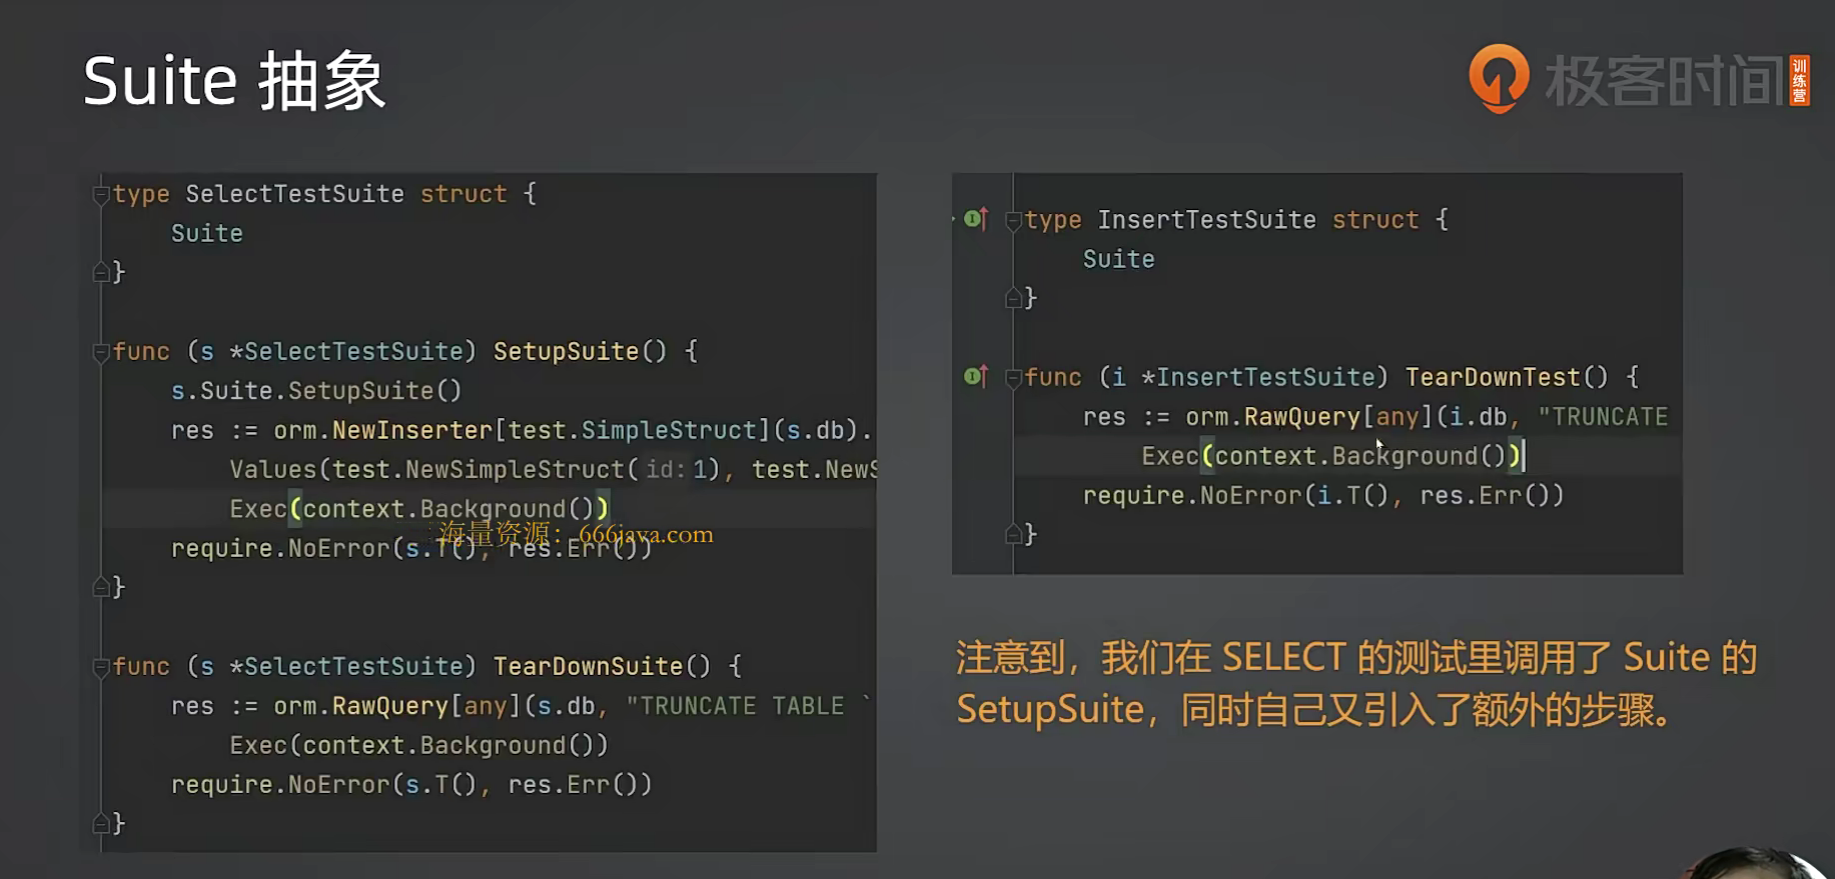 Suite 抽象
极客时间
训练营
type SelectTestSuite struct {
Suite
}
func (s *SelectTestSuite) SetupSuite() {
s.Suite.SetupSuite()
res := orm.NewInserter[test.SimpleStruct](s.db).
Values(test.NewSimpleStruct( id: 1), test.NewS
Exec(context.Background())
海量资源：666java.com
require.NoError(s.T(), res.Err())
}
func (s *SelectTestSuite) TearDownSuite() {
res := orm.RawQuery[any](s.db, "TRUNCATE TABLE `
Exec(context.Background())
require.NoError(s.T(), res.Err())
}
type InsertTestSuite struct {
Suite
}
func (i *InsertTestSuite) TearDownTest() {
res := orm.RawQuery[any](i.db, "TRUNCATE
Exec(context.Background())
require.NoError(i.T(), res.Err())
}
注意到，我们在 SELECT 的测试里调用了 Suite 的
SetupSuite，同时自己又引入了额外的步骤。